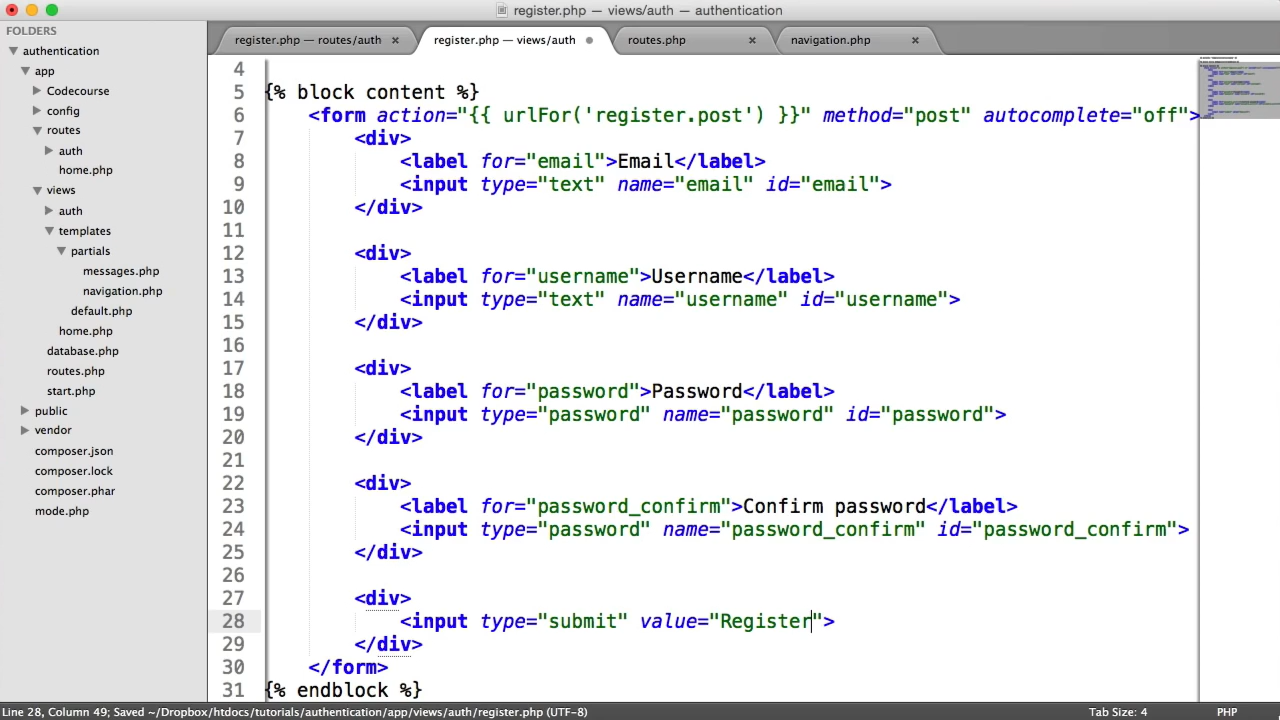 register.php — views/auth — authentication
FOLDERS
authentication
app
Codecourse
config
routes
auth
home.php
views
auth
templates
partials
messages.php
navigation.php
default.php
home.php
database.php
routes.php
start.php
public
vendor
composer.json
composer.lock
composer.phar
mode.php
register.php — routes/auth
register.php — views/auth
routes.php
navigation.php
4
5 {% block content %}
6 <form action="{{ urlFor('register.post') }}" method="post" autocomplete="off">
7 <div>
8 <label for="email">Email</label>
9 <input type="text" name="email" id="email">
10 </div>
11
12 <div>
13 <label for="username">Username</label>
14 <input type="text" name="username" id="username">
15 </div>
16
17 <div>
18 <label for="password">Password</label>
19 <input type="password" name="password" id="password">
20 </div>
21
22 <div>
23 <label for="password_confirm">Confirm password</label>
24 <input type="password" name="password_confirm" id="password_confirm">
25 </div>
26
27 <div>
28 <input type="submit" value="Register">
29 </div>
30 </form>
31 {% endblock %}
Line 28, Column 49; Saved ~/Dropbox/htdocs/tutorials/authentication/app/views/auth/register.php (UTF-8)
Tab Size: 4
PHP